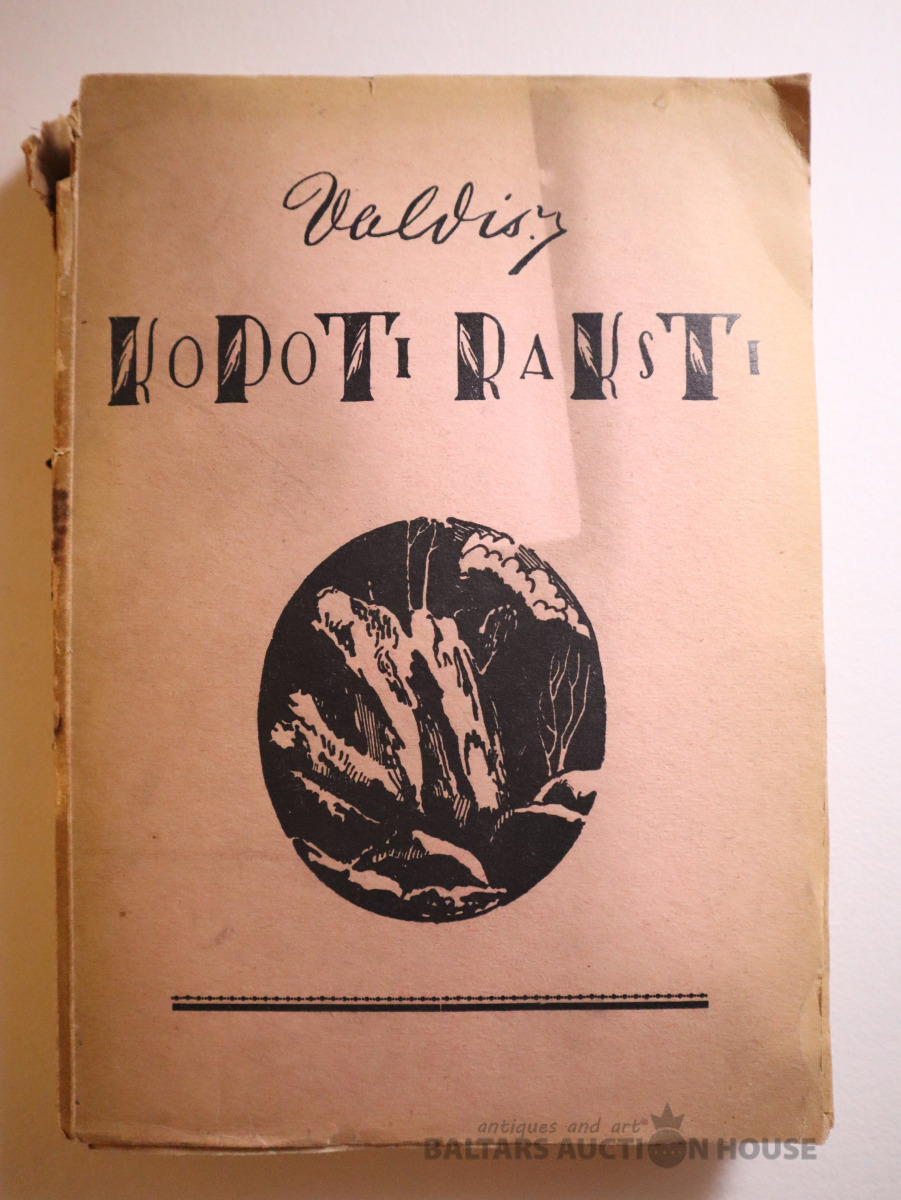 Valdis.
KOPOTI RAKSTI
antiques and art
BALTARS AUCTION HOUSE